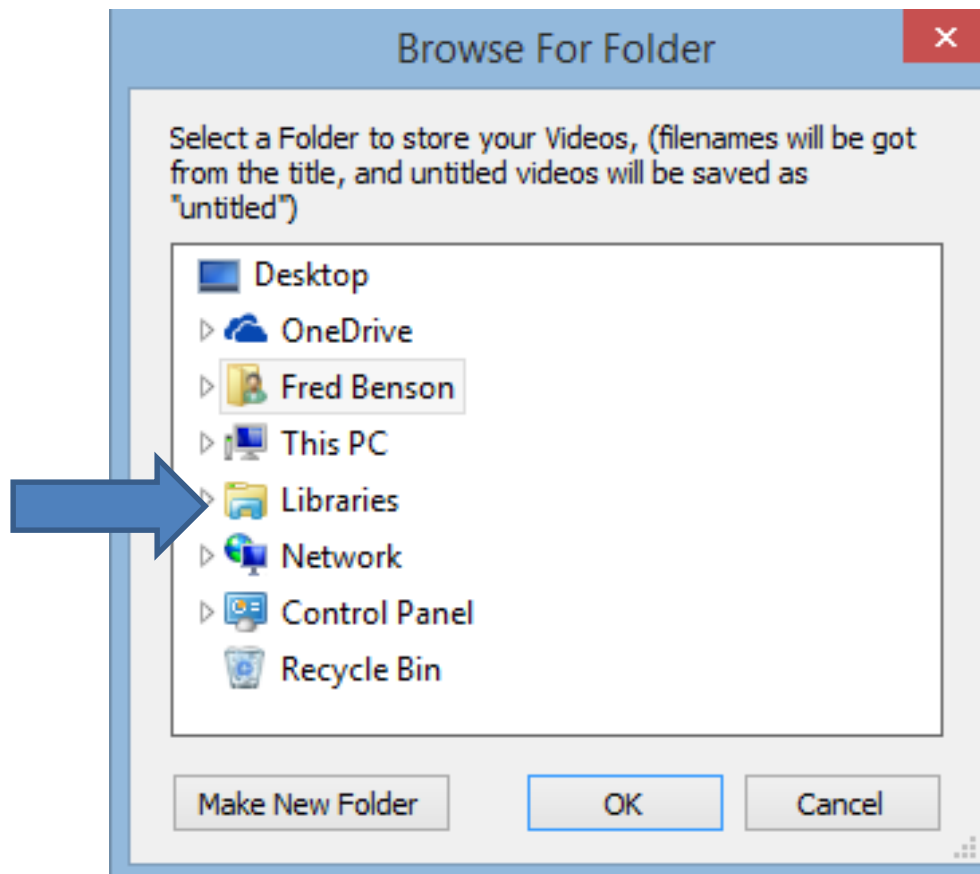 Browse For Folder
Select a Folder to store your Videos, (filenames will be got
from the title, and untitled videos will be saved as
"untitled")
Desktop
OneDrive
Fred Benson
This PC
Libraries
Network
Control Panel
Recycle Bin
Make New Folder OK Cancel